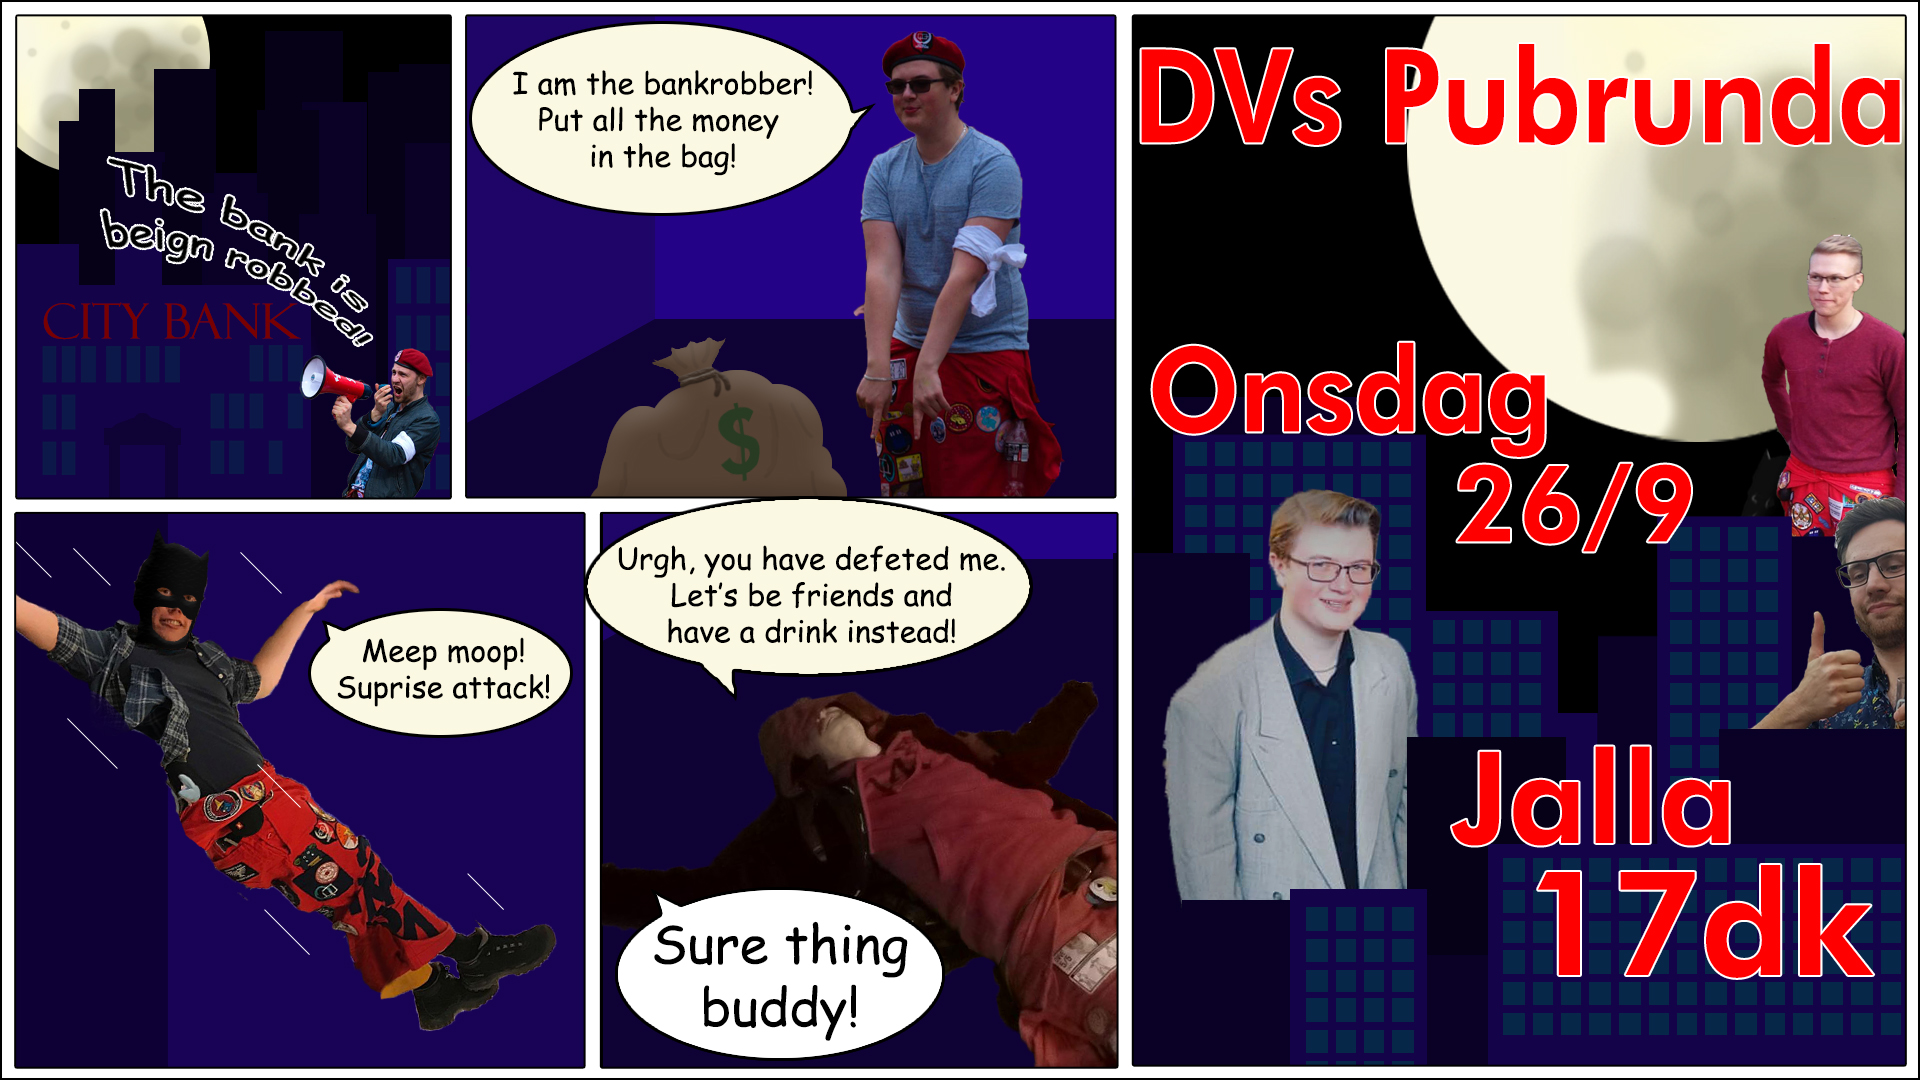 The bank is
beign robbed!
CITY BANK
I am the bankrobber!
Put all the money
in the bag!
$
Meep moop!
Suprise attack!
Urgh, you have defeted me.
Let's be friends and
have a drink instead!
Sure thing
buddy!
DVs Pubrunda
Onsdag
26/9
Jalla
17dk